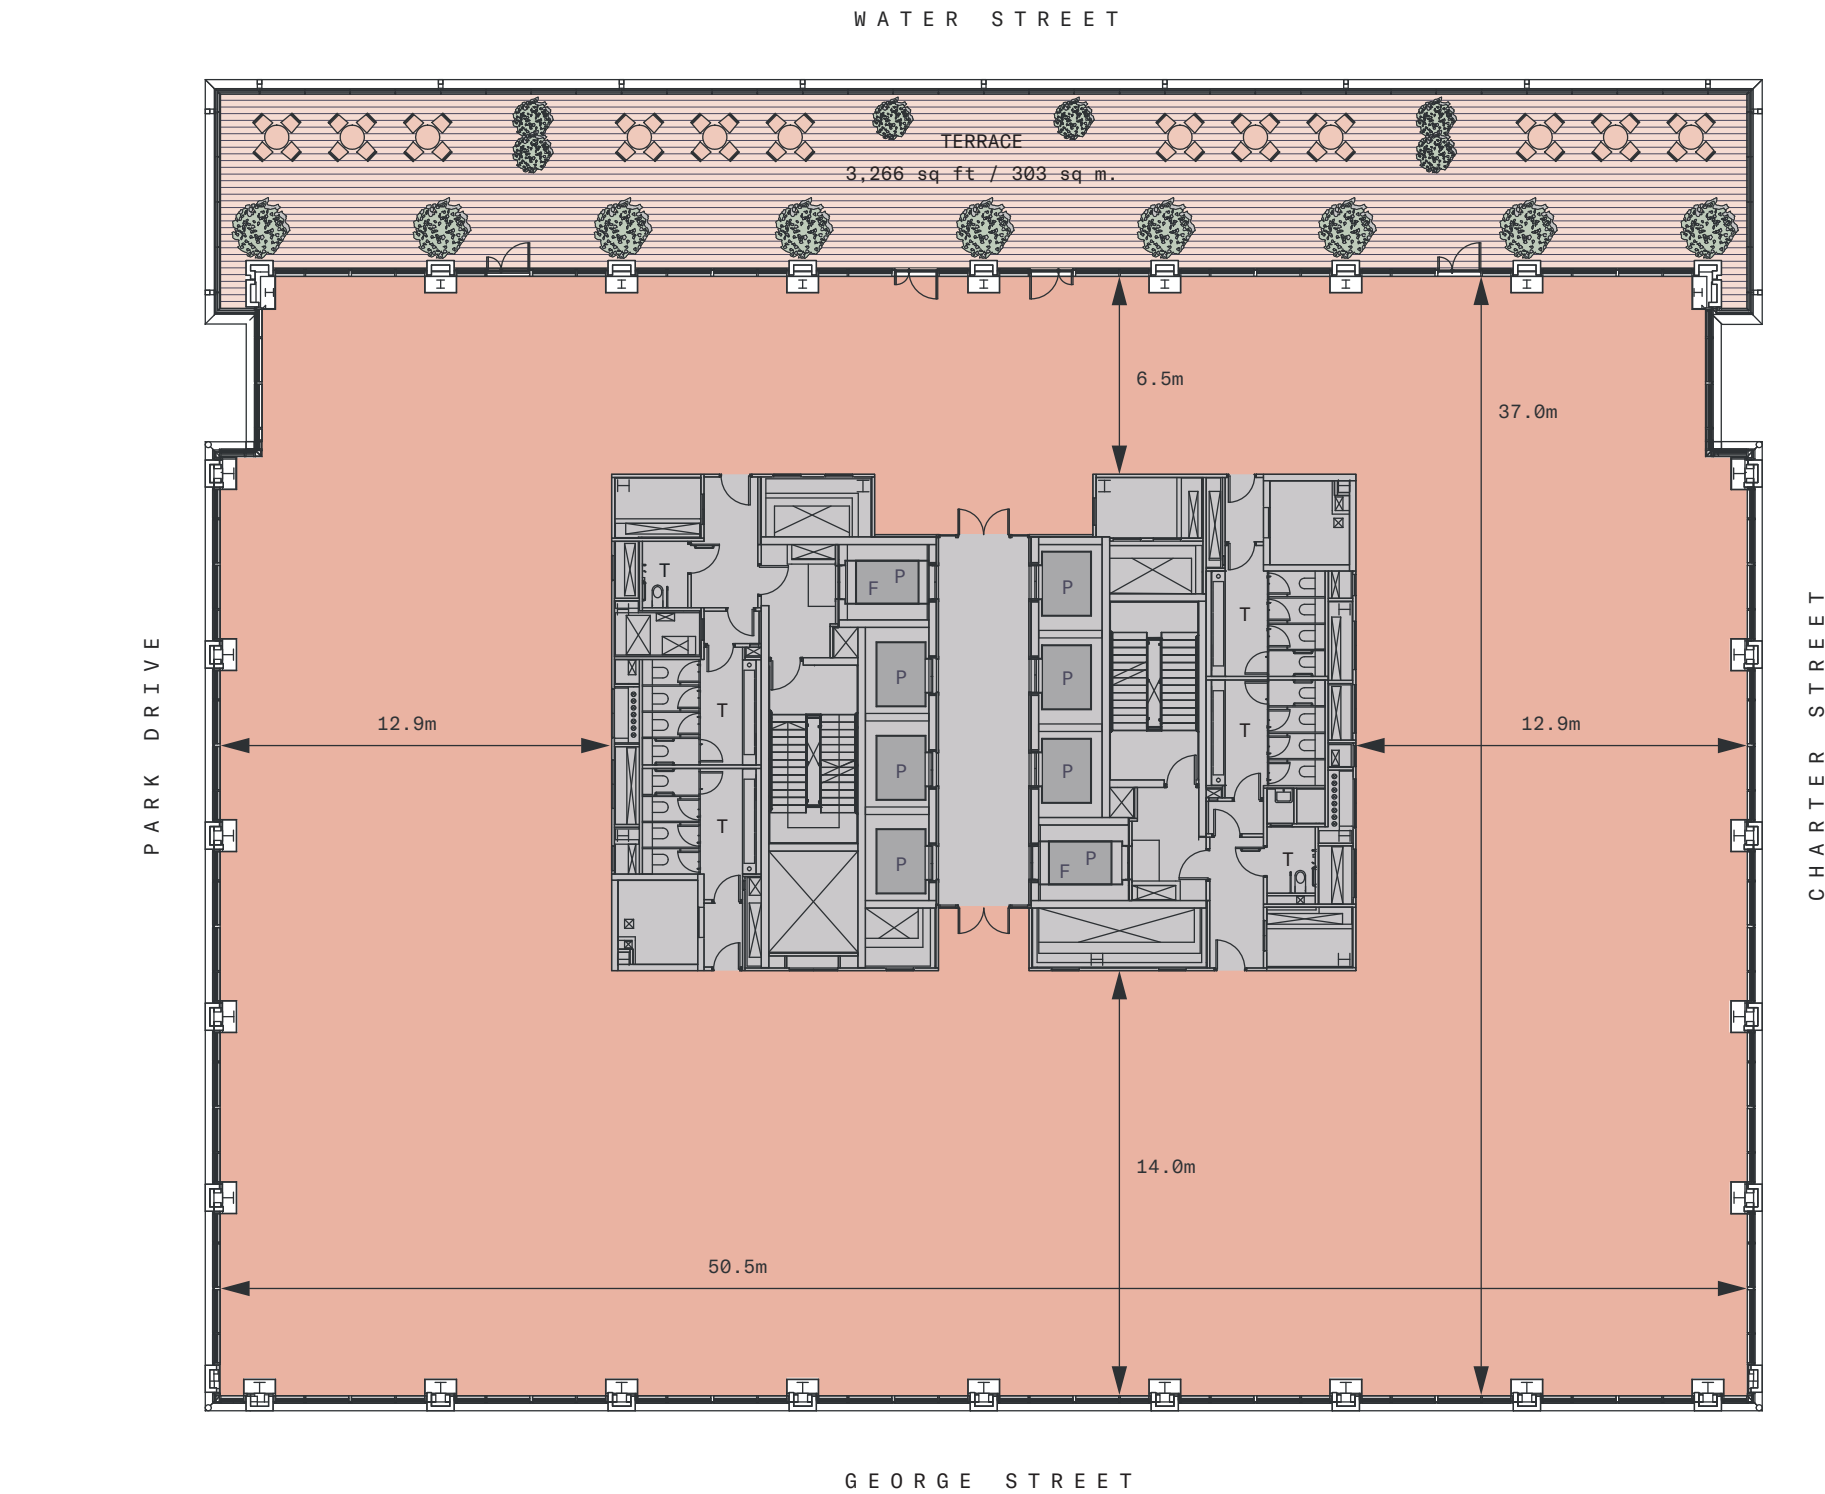 WATER STREET
TERRACE
3,266 sq ft / 303 sq m.
6.5m
37.0m
T
F P
P
T
P
P
T
P
PARK DRIVE
CHARTER STREET
12.9m
T
T
12.9m
P
P
T
P
F P
T
14.0m
50.5m
GEORGE STREET